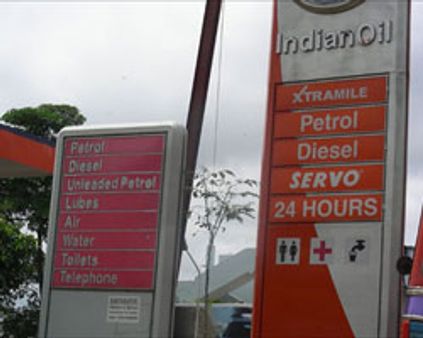 Petrol
Diesel
Unleaded Petrol
Lubes
Air
Water
Toilets
Telephone
IndianOil
XTRAMILE
Petrol
Diesel
SERVO
24 HOURS